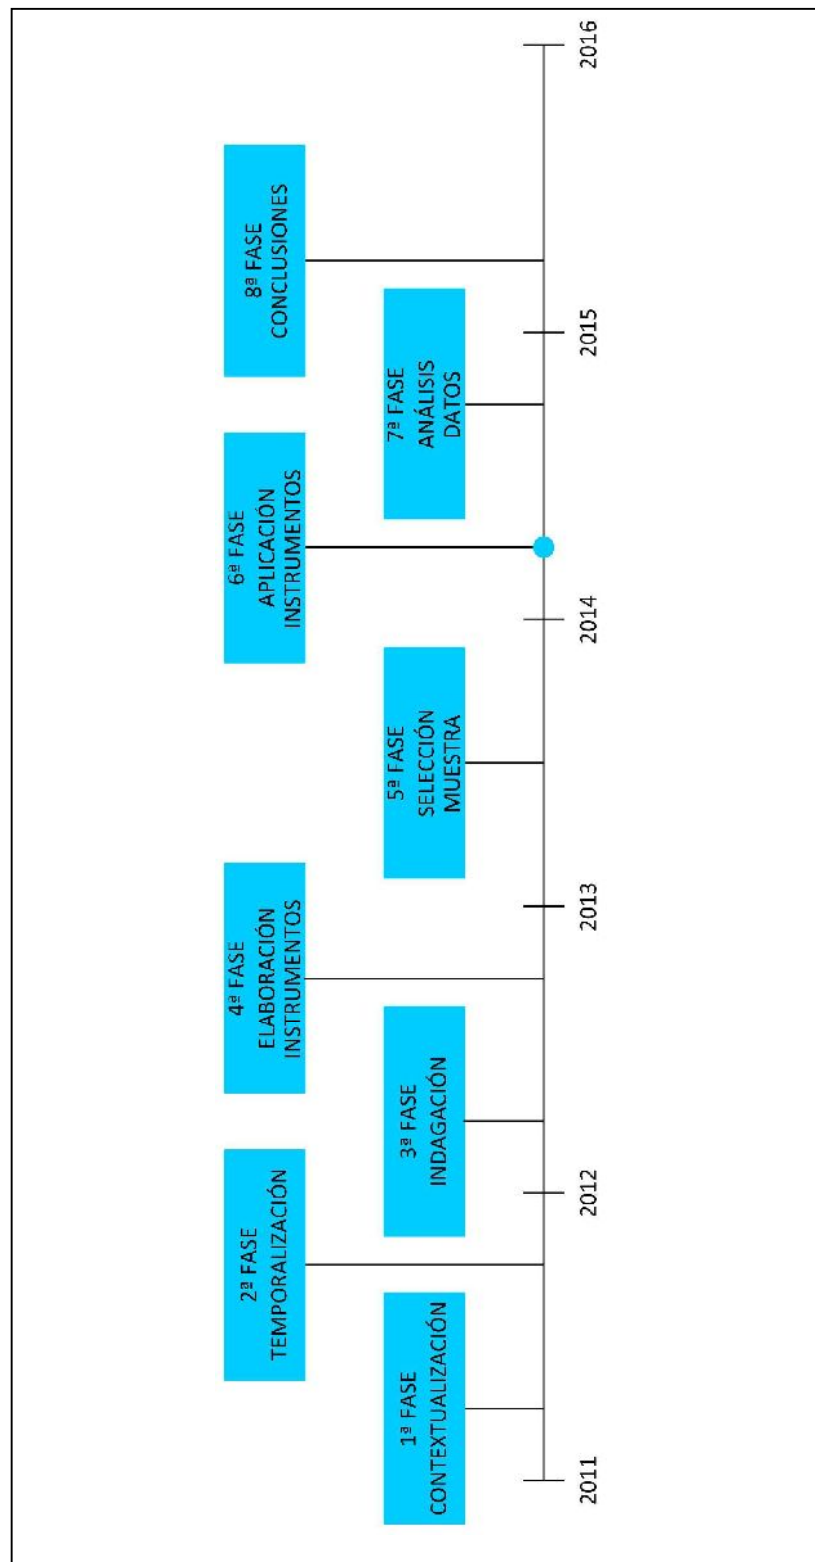 1ª FASE
CONTEXTUALIZACIÓN
2ª FASE
TEMPORALIZACIÓN
3ª FASE
INDAGACIÓN
4ª FASE
ELABORACIÓN
INSTRUMENTOS
5ª FASE
SELECCIÓN
MUESTRA
6ª FASE
APLICACIÓN
INSTRUMENTOS
7ª FASE
ANÁLISIS
DATOS
8ª FASE
CONCLUSIONES
2011
2012
2013
2014
2015
2016